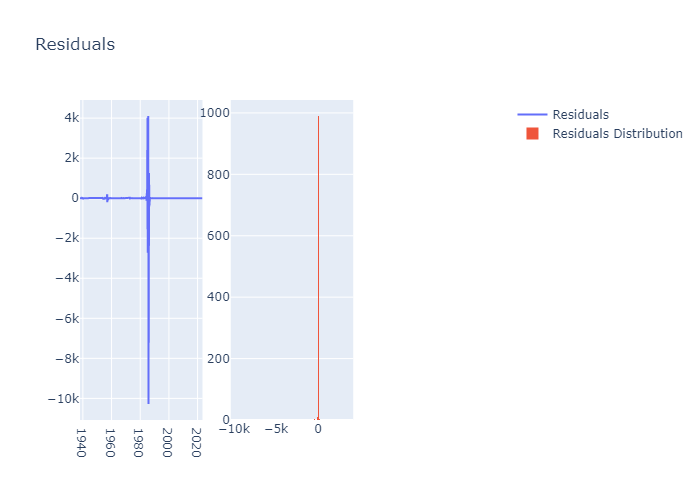 Residuals
4k
2k
0
−2k
−4k
−6k
−8k
−10k
1940
1960
1980
2000
2020
1000
800
600
400
200
0
−10k
−5k
0
Residuals
Residuals Distribution